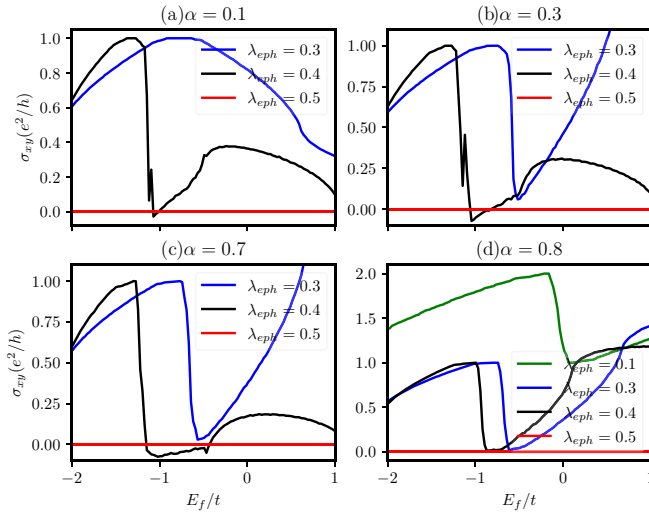 (a)α = 0.1
(b)α = 0.3
1.0
0.8
0.6
0.4
0.2
0.0
σxy(e²/h)
λeph = 0.3
λeph = 0.4
λeph = 0.5
1.00
0.75
0.50
0.25
0.00
λeph = 0.3
λeph = 0.4
λeph = 0.5
(c)α = 0.7
(d)α = 0.8
1.00
0.75
0.50
0.25
0.00
σxy(e²/h)
λeph = 0.3
λeph = 0.4
λeph = 0.5
−2
−1
0
1
Ef/t
2.0
1.5
1.0
0.5
0.0
λeph = 0.1
λeph = 0.3
λeph = 0.4
λeph = 0.5
−2
−1
0
1
Ef/t